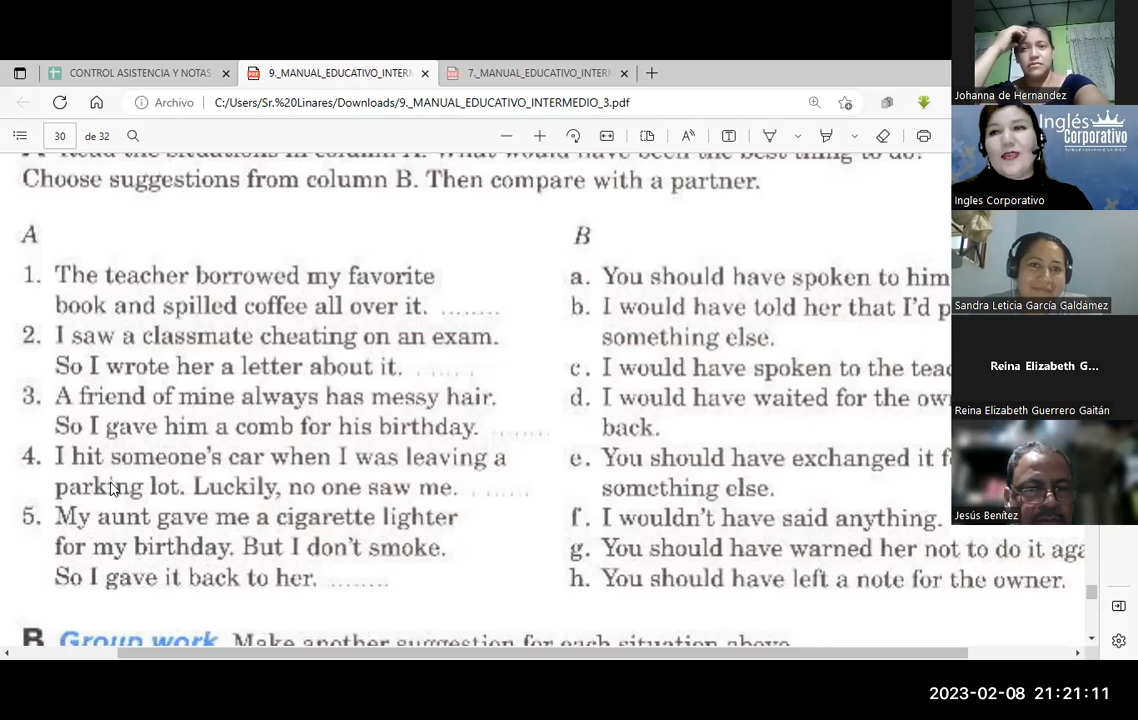 CONTROL ASISTENCIA Y NOTAS
9._MANUAL_EDUCATIVO_INTERM
7._MANUAL_EDUCATIVO_INTERM
Archivo C:/Users/Sr.%20Linares/Downloads/9._MANUAL_EDUCATIVO_INTERMEDIO_3.pdf
30 de 32
Choose suggestions from column B. Then compare with a partner.
A
1. The teacher borrowed my favorite
book and spilled coffee all over it. ........
2. I saw a classmate cheating on an exam.
So I wrote her a letter about it. ........
3. A friend of mine always has messy hair.
So I gave him a comb for his birthday. ........
4. I hit someone's car when I was leaving a
parking lot. Luckily, no one saw me. ........
5. My aunt gave me a cigarette lighter
for my birthday. But I don't smoke.
So I gave it back to her. ........
B
a. You should have spoken to him
b. I would have told her that I'd p
something else.
c. I would have spoken to the teac
d. I would have waited for the ow
back.
e. You should have exchanged it f
something else.
f. I wouldn't have said anything.
g. You should have warned her not to do it aga
h. You should have left a note for the owner.
B Group work Make another suggestion for each situation above
Johanna de Hernandez
Inglés
Corporativo
Ingles Corporativo
Sandra Leticia García Galdámez
Reina Elizabeth G...
Reina Elizabeth Guerrero Gaitán
Jesús Benítez
2023-02-08 21:21:11